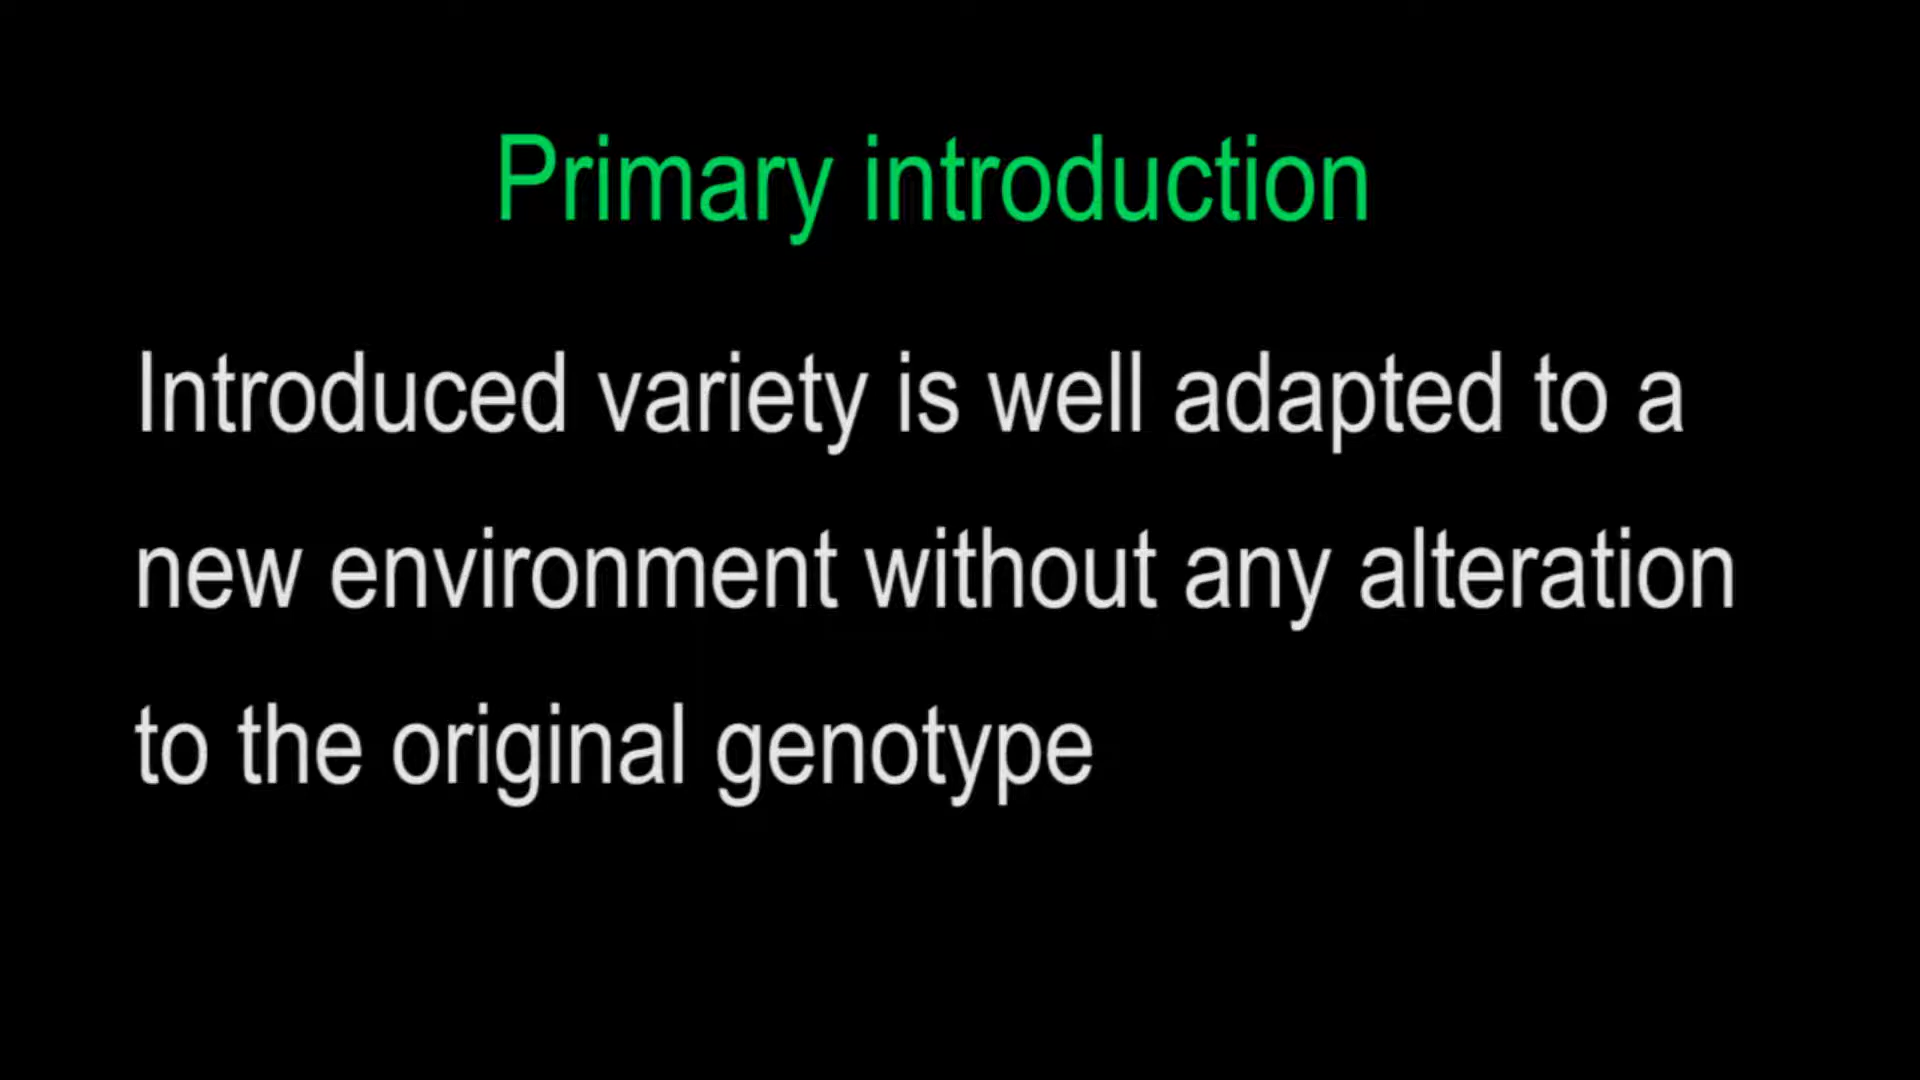 Primary introduction
Introduced variety is well adapted to a
new environment without any alteration
to the original genotype